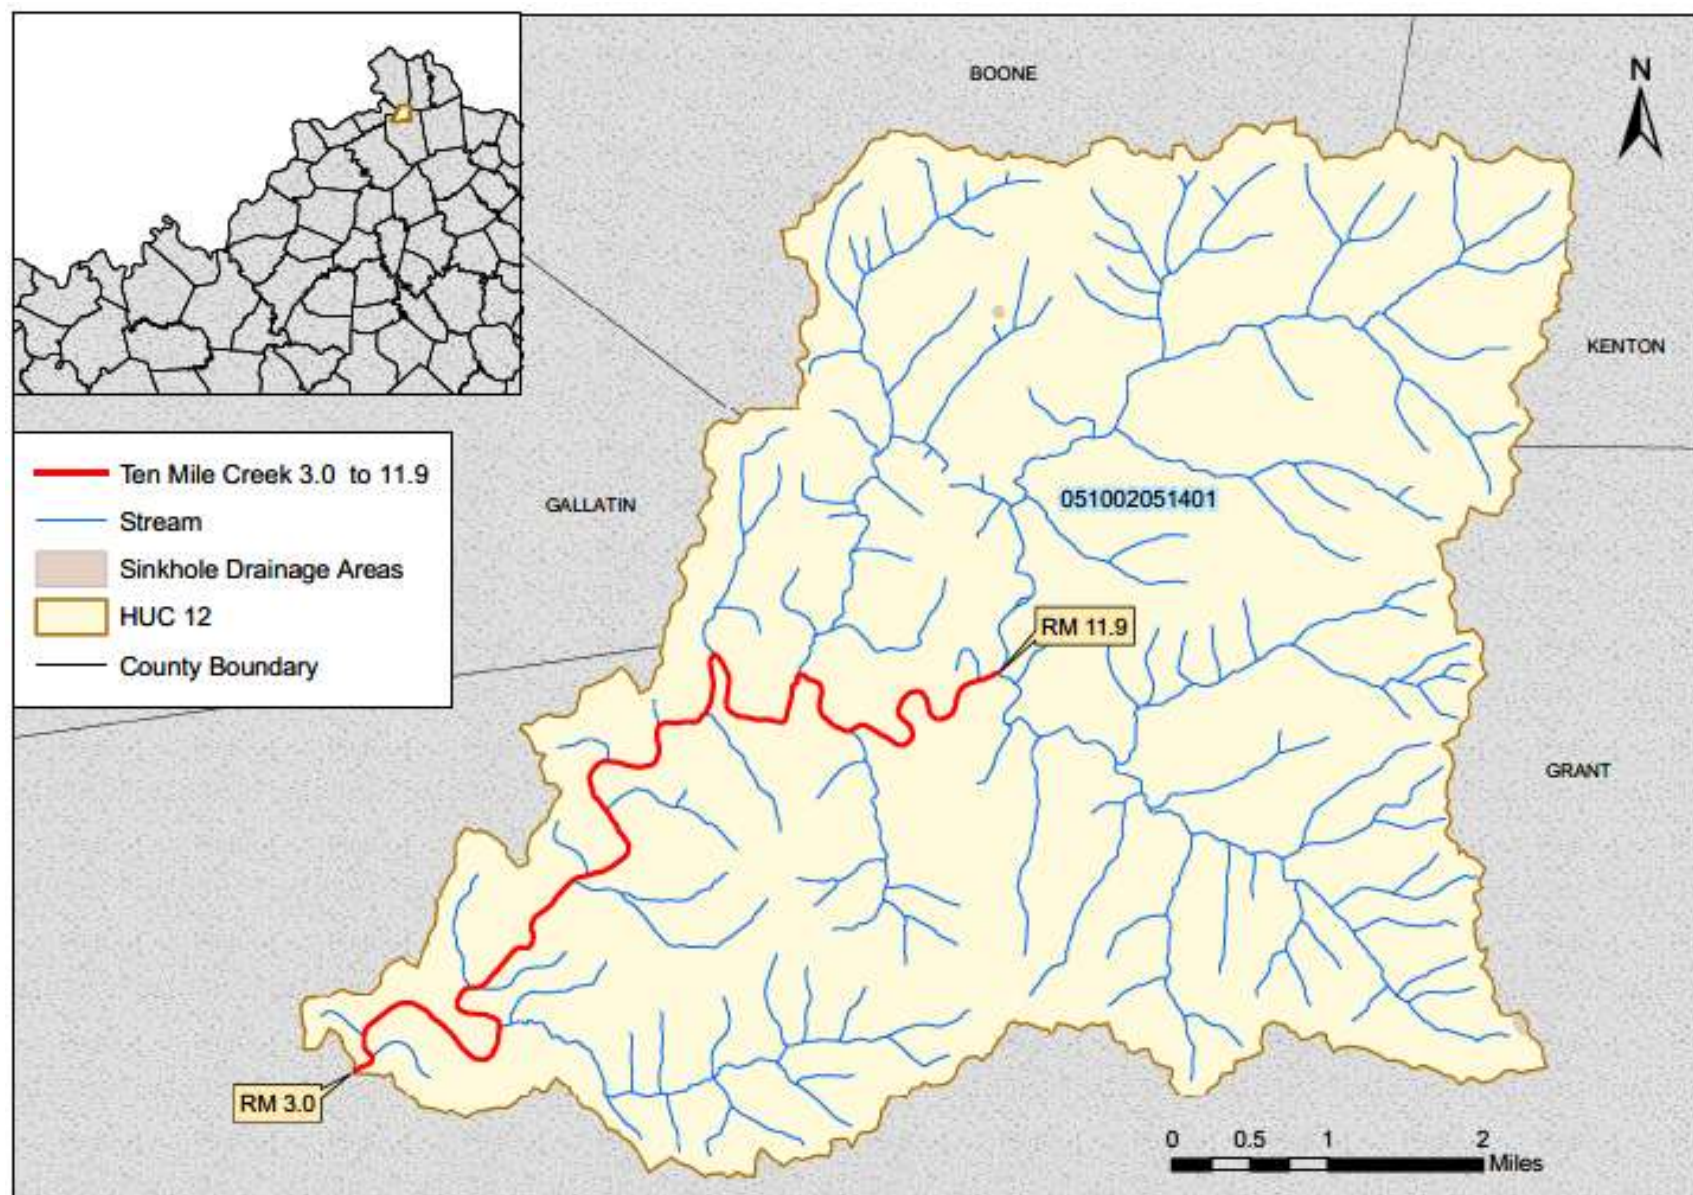 BOONE
N
KENTON
Ten Mile Creek 3.0 to 11.9
Stream
Sinkhole Drainage Areas
HUC 12
County Boundary
GALLATIN
051002051401
RM 11.9
GRANT
RM 3.0
0 0.5 1 2
Miles